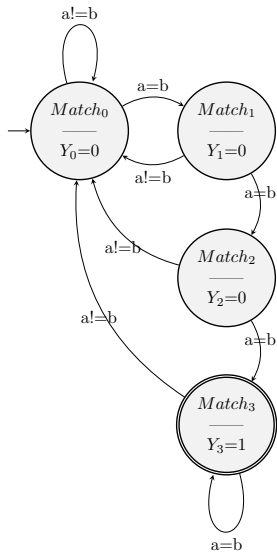 a!=b
a=b
Match₀
Y₀=0
Match₁
Y₁=0
a!=b
a=b
Match₂
Y₂=0
a!=b
a=b
a!=b
Match₃
Y₃=1
a=b